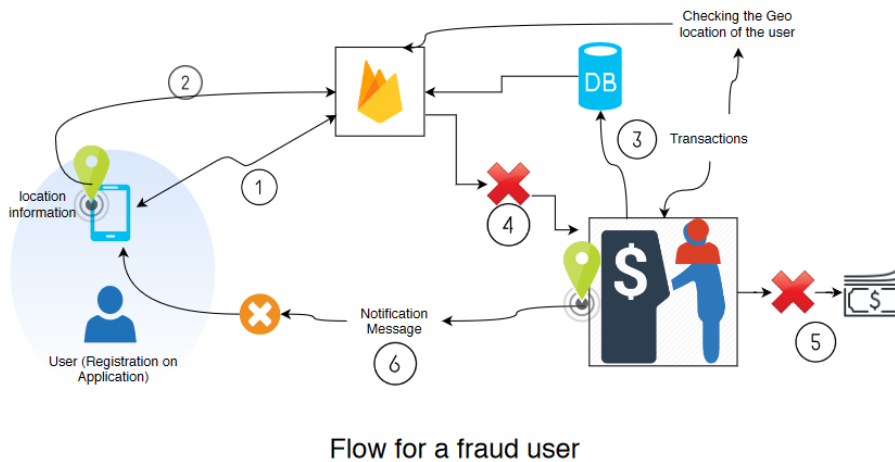 Checking the Geo
location of the user
2
DB
3
Transactions
1
location
information
4
$
$
Notification
Message
5
6
User (Registration on
Application)
Flow for a fraud user